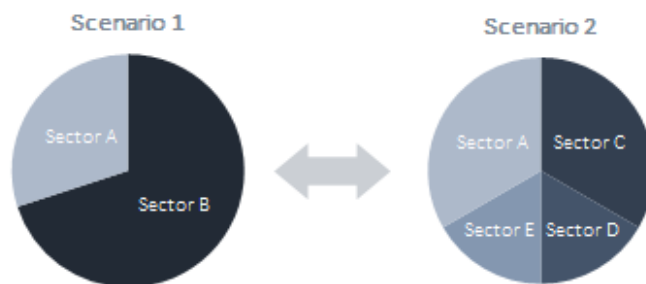 Scenario 1
Scenario 2
Sector A
Sector B
Sector A
Sector C
Sector E
Sector D